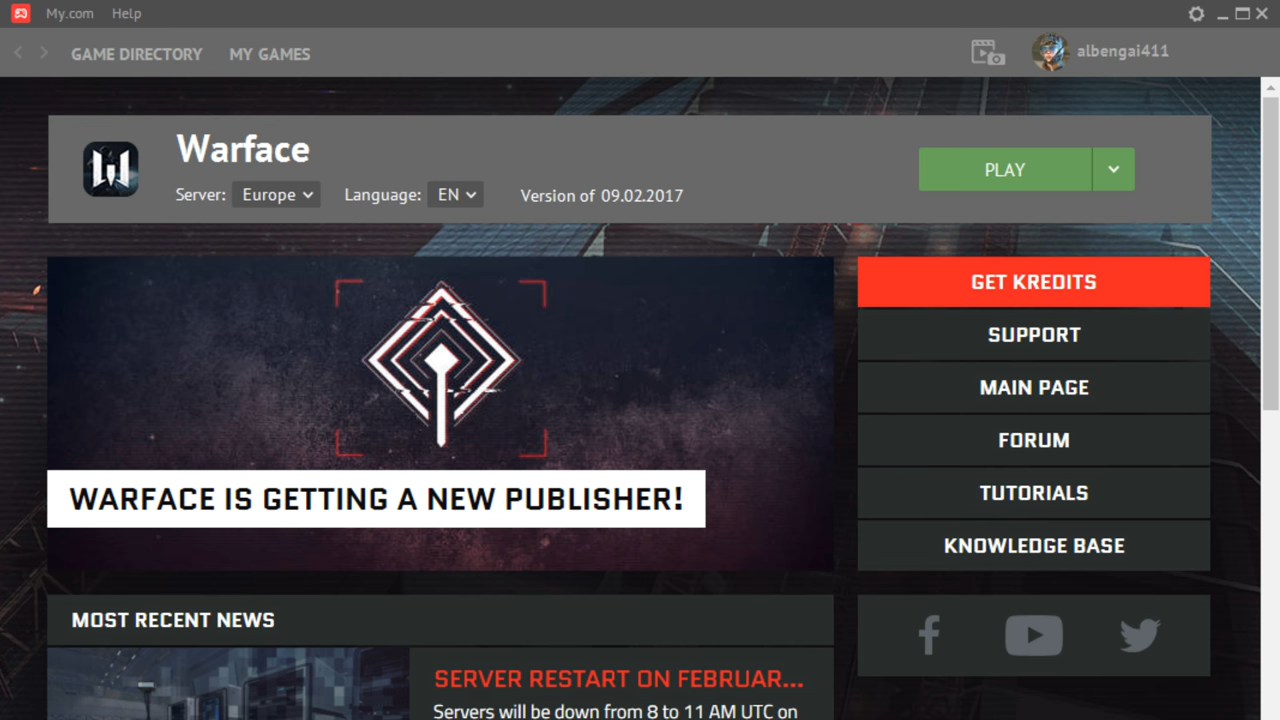 My.com Help
GAME DIRECTORY MY GAMES
albengai411
Warface
Server: Europe Language: EN Version of 09.02.2017
PLAY
GET KREDITS
SUPPORT
MAIN PAGE
FORUM
TUTORIALS
KNOWLEDGE BASE
WARFACE IS GETTING A NEW PUBLISHER!
MOST RECENT NEWS
SERVER RESTART ON FEBRUAR...
Servers will be down from 8 to 11 AM UTC on